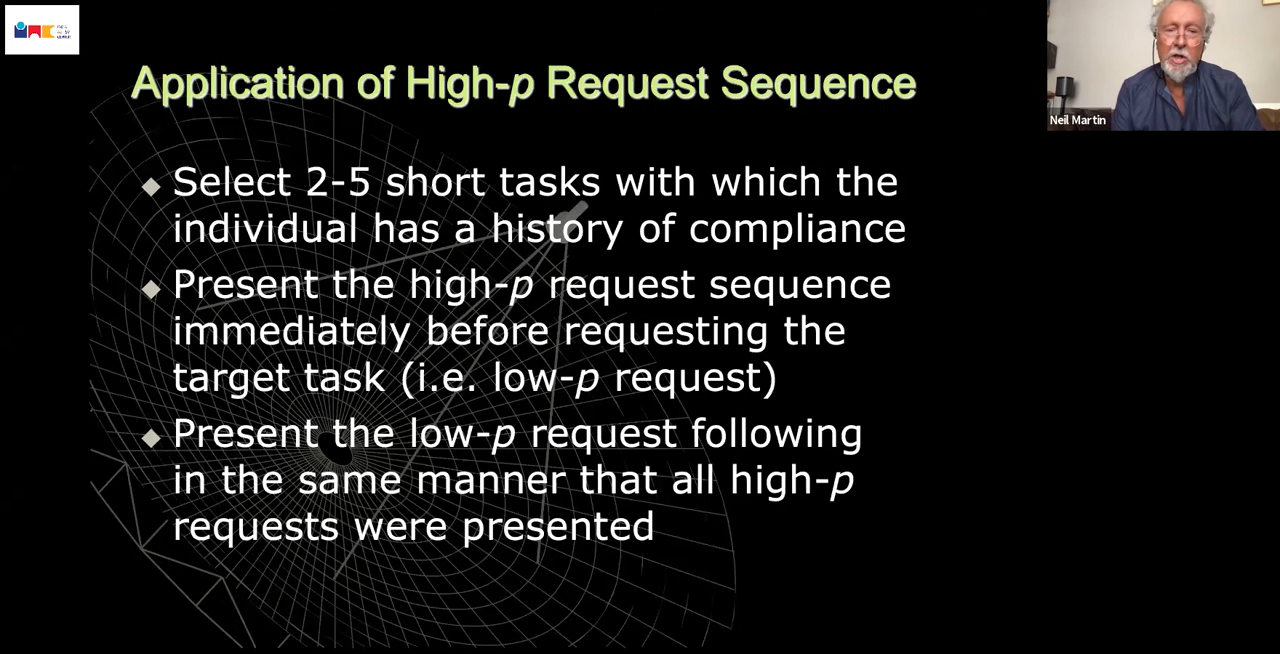 Application of High-p Request Sequence
Neil Martin
◆ Select 2-5 short tasks with which the
individual has a history of compliance
◆ Present the high-p request sequence
immediately before requesting the
target task (i.e. low-p request)
◆ Present the low-p request following
in the same manner that all high-p
requests were presented